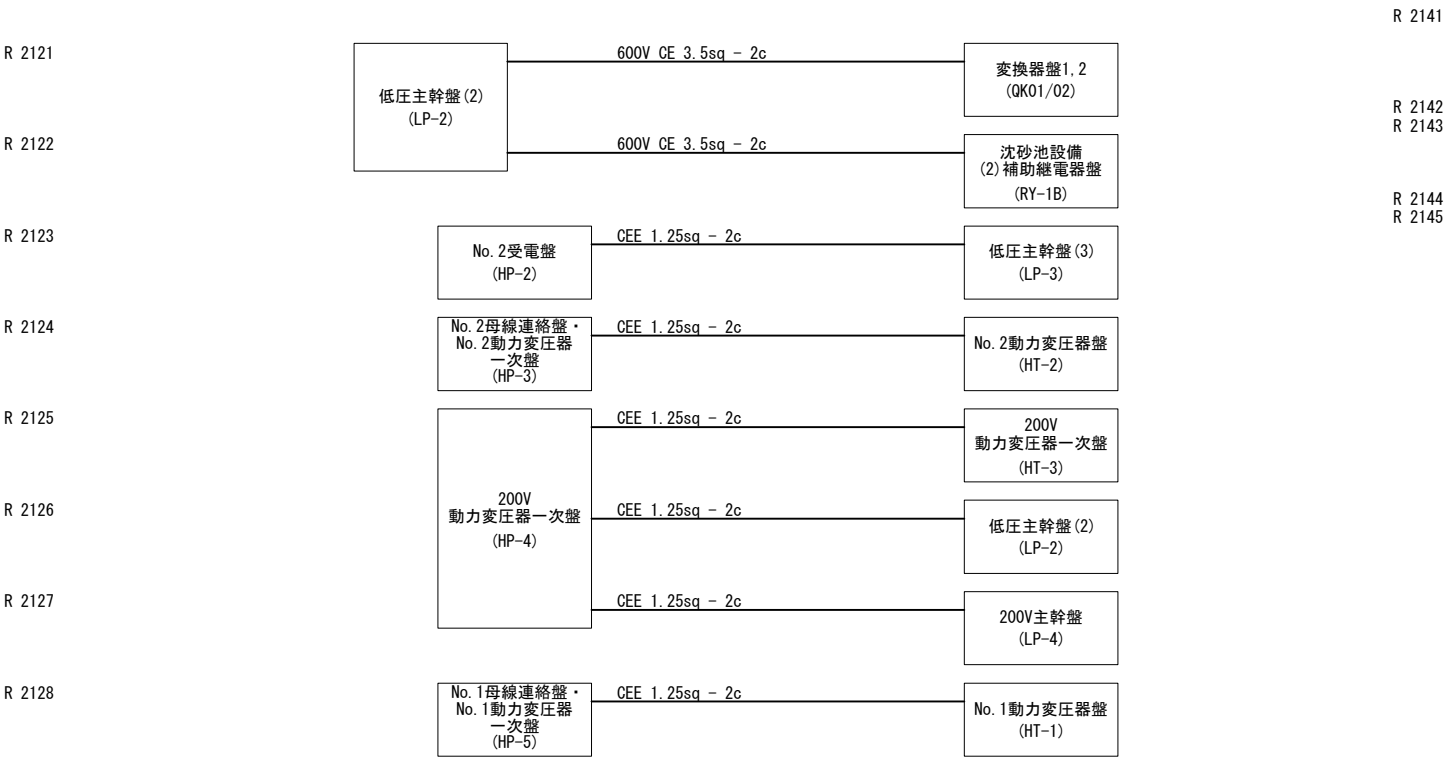 R 2141
R 2121
600V CE 3.5sq - 2c
低圧主幹盤(2)
(LP-2)
変換器盤1,2
(QK01/02)
R 2142
R 2143
R 2122
600V CE 3.5sq - 2c
沈砂池設備
(2)補助継電器盤
(RY-1B)
R 2144
R 2145
R 2123
No.2受電盤
(HP-2)
CEE 1.25sq - 2c
低圧主幹盤(3)
(LP-3)
R 2124
No.2母線連絡盤・
No.2動力変圧器
一次盤
(HP-3)
CEE 1.25sq - 2c
No.2動力変圧器盤
(HT-2)
R 2125
CEE 1.25sq - 2c
200V
動力変圧器一次盤
(HT-3)
R 2126
200V
動力変圧器一次盤
(HP-4)
CEE 1.25sq - 2c
低圧主幹盤(2)
(LP-2)
R 2127
CEE 1.25sq - 2c
200V主幹盤
(LP-4)
R 2128
No.1母線連絡盤・
No.1動力変圧器
一次盤
(HP-5)
CEE 1.25sq - 2c
No.1動力変圧器盤
(HT-1)